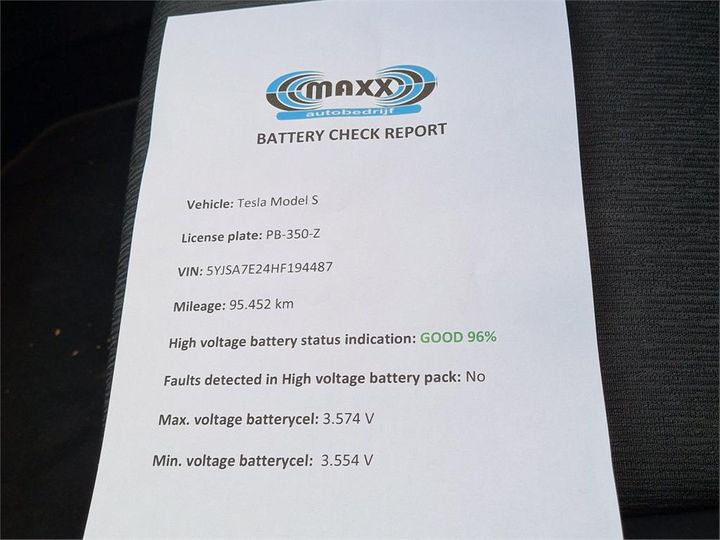 MAXX
autobedrijf
BATTERY CHECK REPORT
Vehicle: Tesla Model S
License plate: PB-350-Z
VIN: 5YJSA7E24HF194487
Mileage: 95.452 km
High voltage battery status indication: GOOD 96%
Faults detected in High voltage battery pack: No
Max. voltage batterycel: 3.574 V
Min. voltage batterycel: 3.554 V